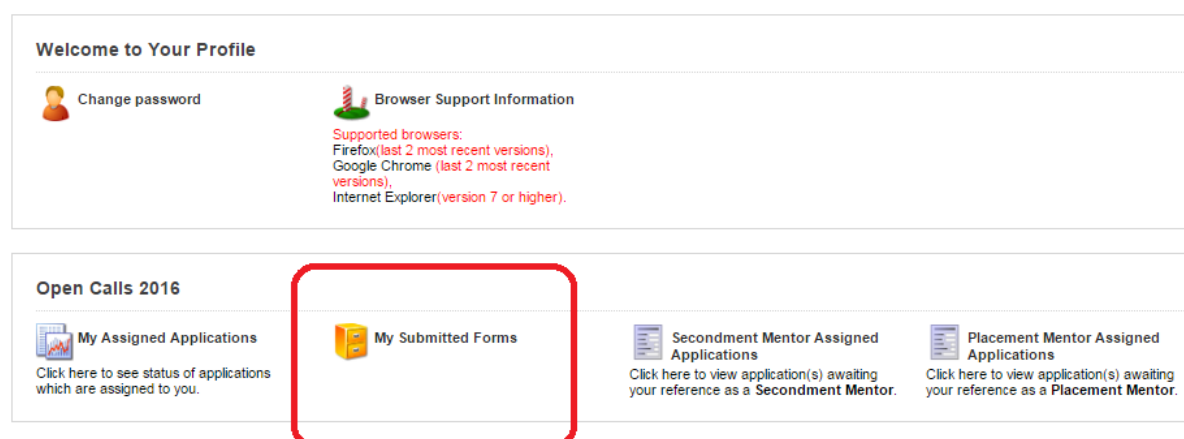 Welcome to Your Profile
Change password
Browser Support Information
Supported browsers:
Firefox(last 2 most recent versions),
Google Chrome (last 2 most recent
versions),
Internet Explorer(version 7 or higher).
Open Calls 2016
My Assigned Applications
Click here to see status of applications
which are assigned to you.
My Submitted Forms
Secondment Mentor Assigned
Applications
Click here to view application(s) awaiting
your reference as a Secondment Mentor.
Placement Mentor Assigned
Applications
Click here to view application(s) awaiting
your reference as a Placement Mentor.